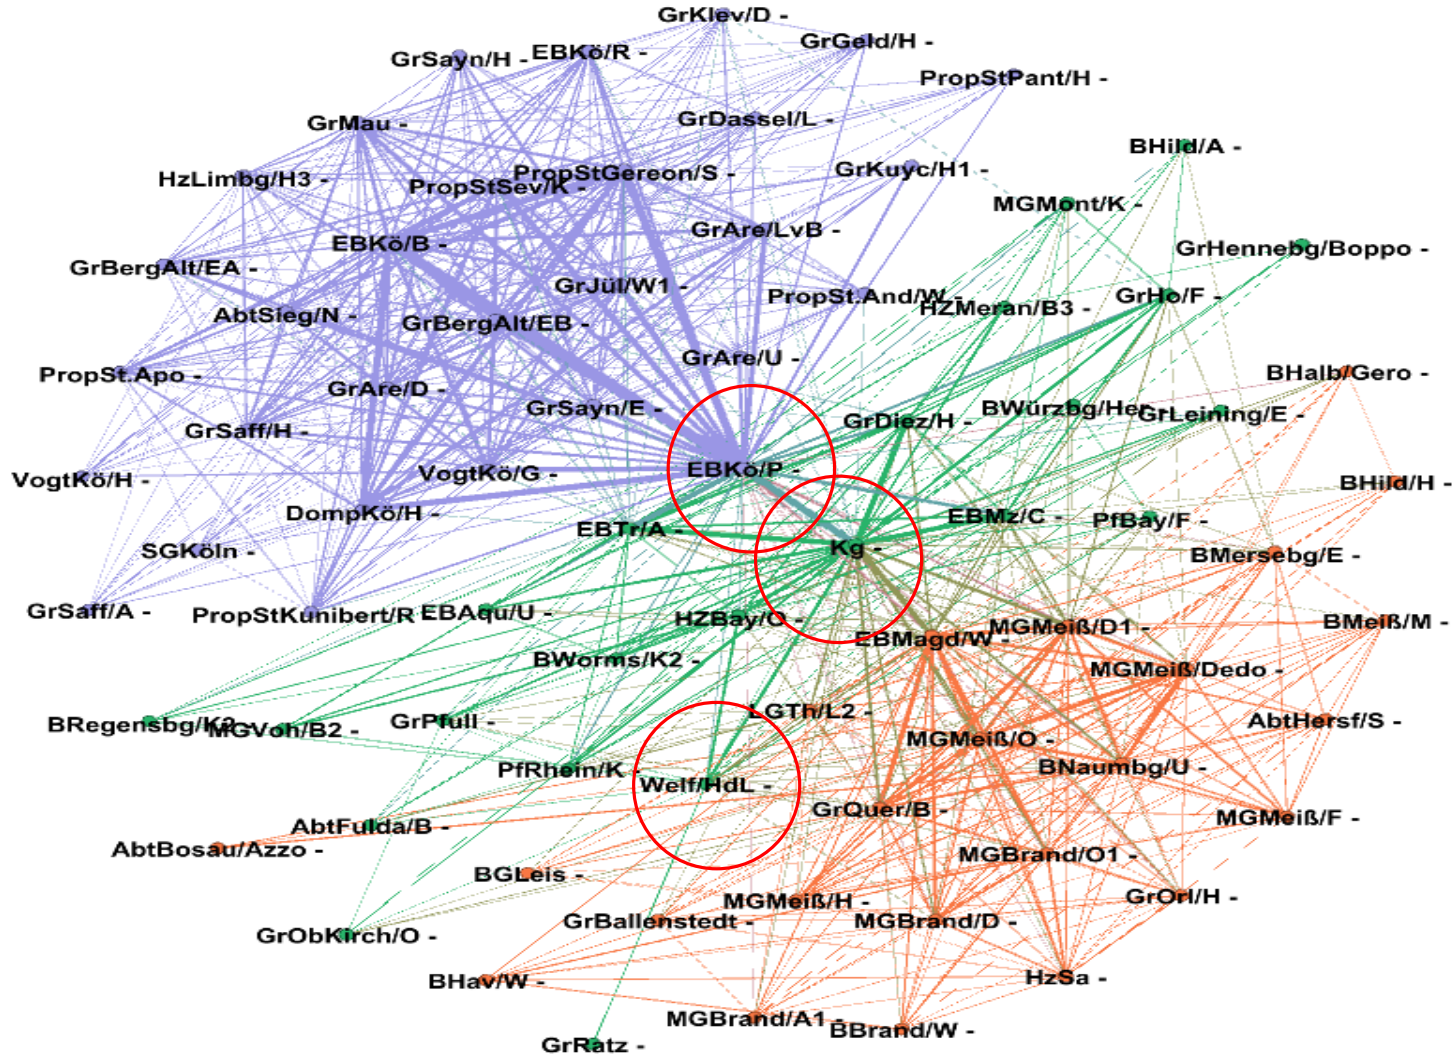 GrKlev/D -
GrGeld/H -
GrSayn/H -
EBKö/R -
PropStPant/H -
GrMau -
GrDassel/L -
BHild/A -
HzLimbg/H3 -
PropStSev/K -
PropStGereon/S -
GrKuyc/H1 -
MGMont/K -
EBKö/B -
GrAre/LvB -
GrHennebg/Boppo -
GrBergAlt/EA -
GrJül/W1 -
PropSt.And/W -
HZMeran/B3 -
GrHo/F -
AbtSieg/N -
GrBergAlt/EB -
GrAre/U -
PropSt.Apo -
GrAre/D -
BHalb/Gero -
GrSayn/E -
GrDiez/H -
BWürzbg/Her
GrLeining/E -
GrSaff/H -
VogtKö/H -
VogtKö/G -
EBKö/P -
BHild/H -
DompKö/H -
EBTr/A -
EBMz/C -
PfBay/F -
SGKöln -
Kg -
BMersebg/E -
GrSaff/A -
PropStKunibert/R
EBAqu/U -
HZBay/O -
EBMagd/W -
MGMeiß/D1 -
BMeiß/M -
BWorms/K2 -
MGMeiß/Dedo -
BRegensbg/K2
MGVoh/B2 -
GrPfull -
LGTh/L2 -
AbtHersf/S -
MGMeiß/O -
PfRhein/K -
Welf/HdL -
BNaumbg/U -
GrQuer/B -
MGMeiß/F -
AbtFulda/B -
AbtBosau/Azzo -
BGLeis -
MGBrand/O1 -
MGMeiß/H -
GrOrl/H -
GrBallenstedt -
MGBrand/D -
GrObKirch/O -
BHav/W -
HzSa -
MGBrand/A1 -
BBrand/W -
GrRatz -